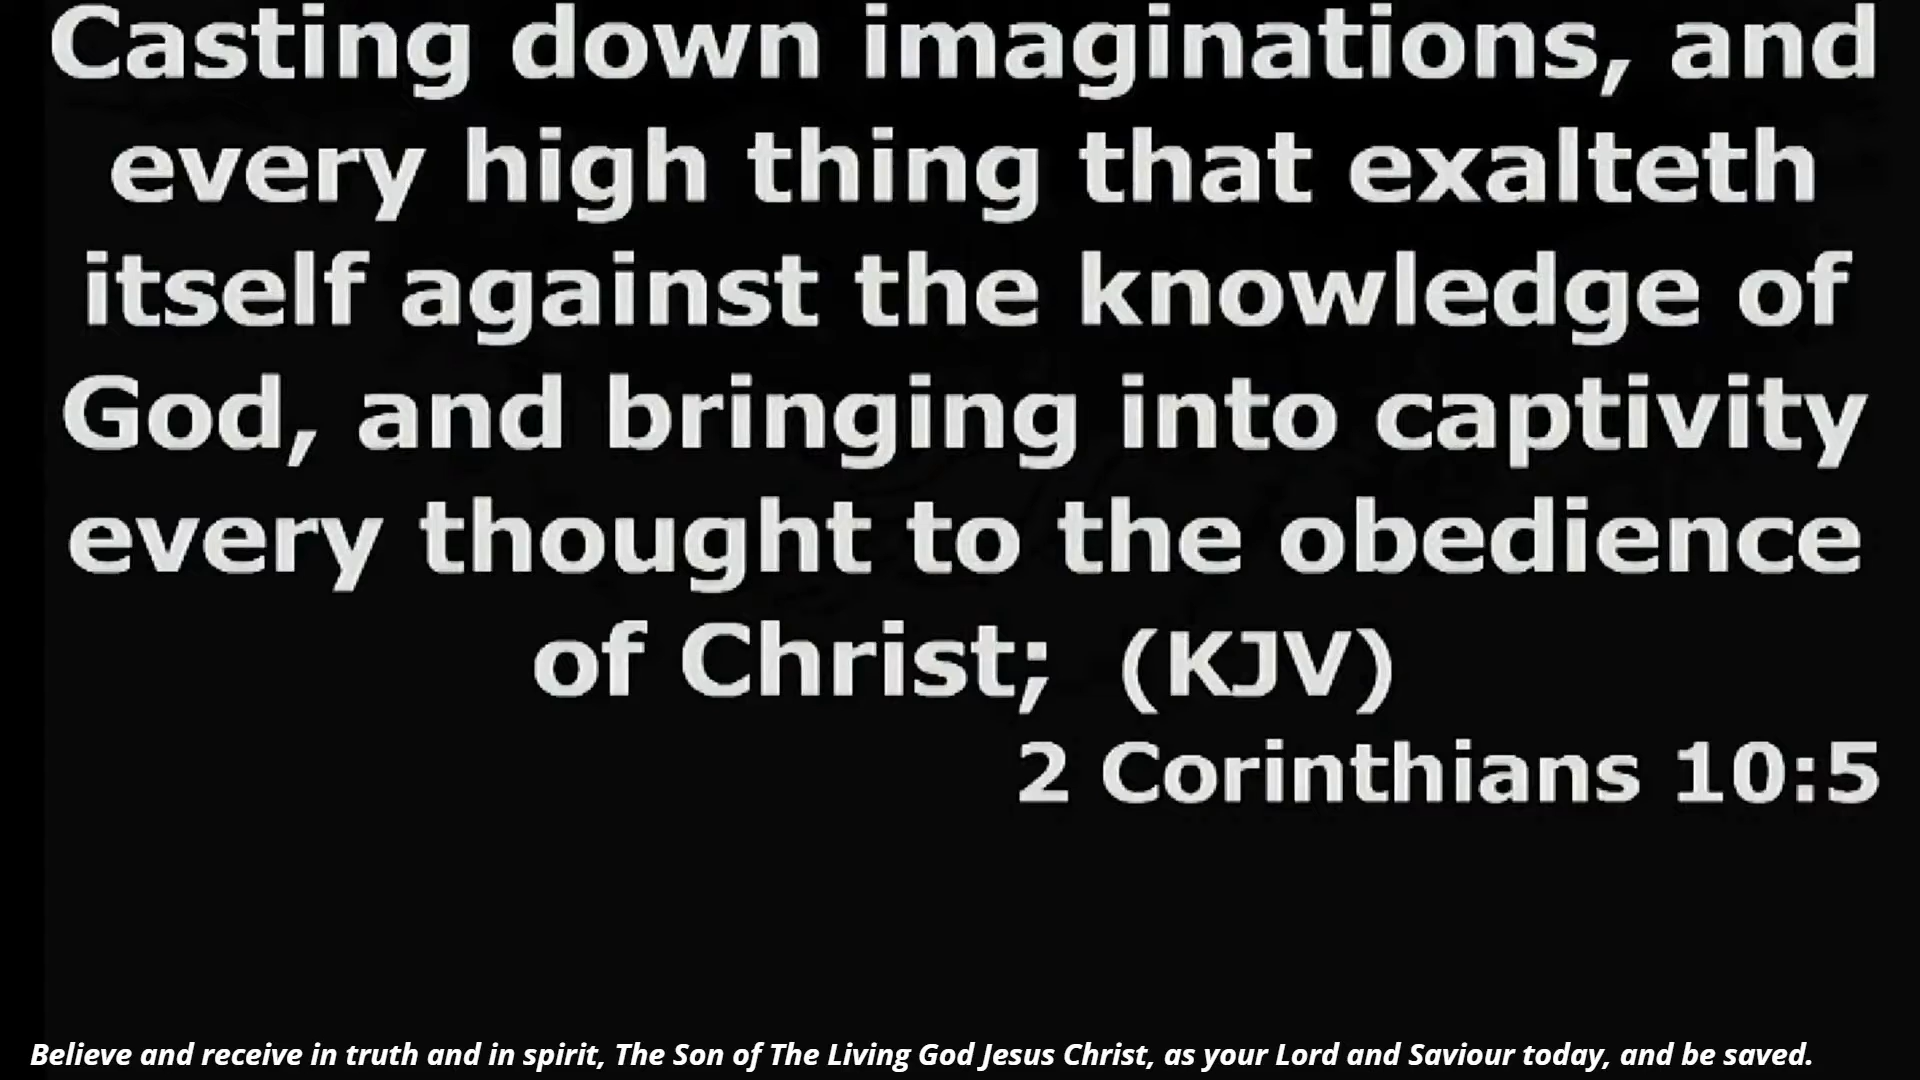 Casting down imaginations, and
every high thing that exalteth
itself against the knowledge of
God, and bringing into captivity
every thought to the obedience
of Christ; (KJV)
2 Corinthians 10:5
Believe and receive in truth and in spirit, The Son of The Living God Jesus Christ, as your Lord and Saviour today, and be saved.